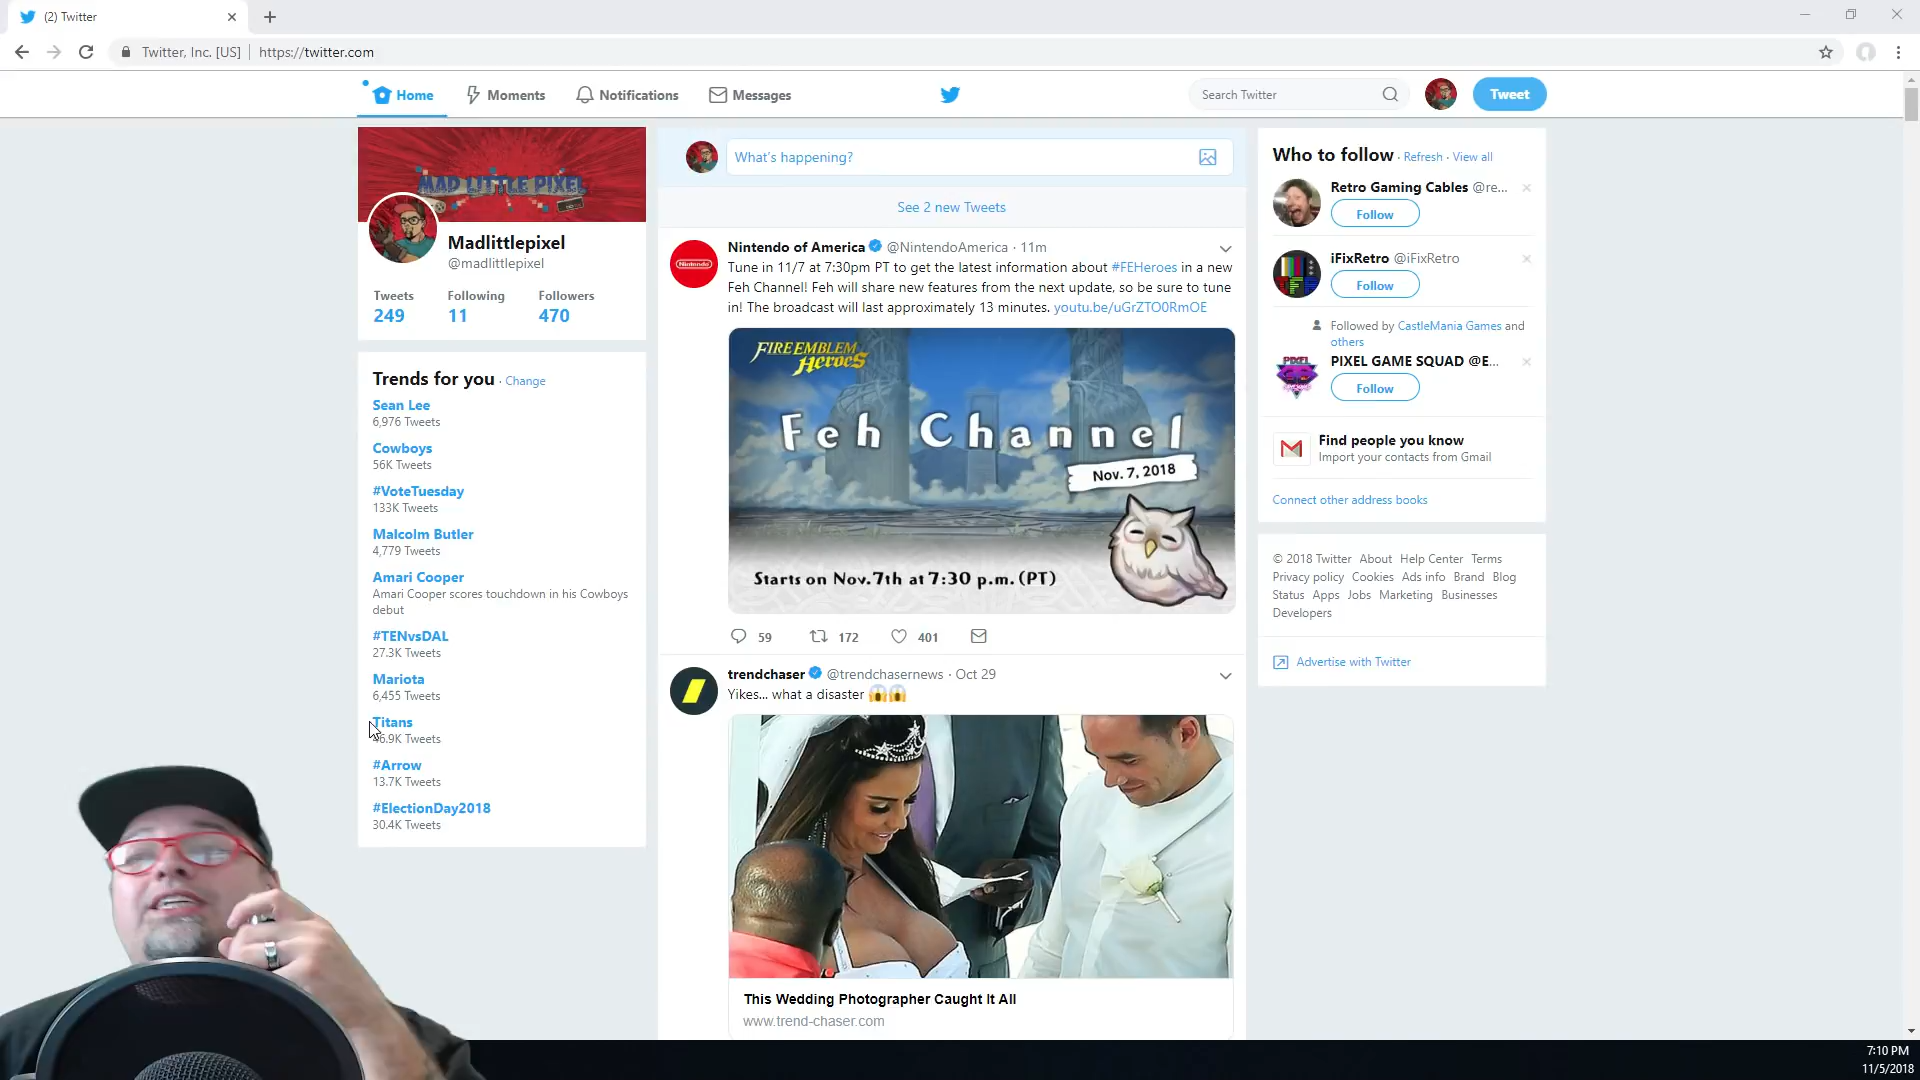 (2) Twitter
Twitter, Inc. [US] | https://twitter.com
Home
Moments
Notifications
Messages
Search Twitter
Tweet
MAD LITTLE PIXEL
Madlittlepixel
@madlittlepixel
Tweets Following Followers
249 11 470
Trends for you · Change
Sean Lee
6,976 Tweets
Cowboys
56K Tweets
#VoteTuesday
133K Tweets
Malcolm Butler
4,779 Tweets
Amari Cooper
Amari Cooper scores touchdown in his Cowboys
debut
#TENvsDAL
27.3K Tweets
Mariota
6,455 Tweets
Titans
46.9K Tweets
#Arrow
13.7K Tweets
#ElectionDay2018
30.4K Tweets
What's happening?
See 2 new Tweets
Nintendo
Nintendo of America @NintendoAmerica · 11m
Tune in 11/7 at 7:30pm PT to get the latest information about #FEHeroes in a new
Feh Channel! Feh will share new features from the next update, so be sure to tune
in! The broadcast will last approximately 13 minutes. youtu.be/uGrZTO0RmOE
FIRE EMBLEM
Heroes
Feh Channel
Nov. 7, 2018
Starts on Nov.7th at 7:30 p.m. (PT)
59 172 401
trendchaser @trendchasernews · Oct 29
Yikes... what a disaster 😱😱
This Wedding Photographer Caught It All
www.trend-chaser.com
Who to follow · Refresh · View all
Retro Gaming Cables @re...
Follow
iFixRetro @iFixRetro
Follow
Followed by CastleMania Games and
others
PIXEL GAME SQUAD @E...
Follow
PIXEL
Find people you know
Import your contacts from Gmail
Connect other address books
© 2018 Twitter About Help Center Terms
Privacy policy Cookies Ads info Brand Blog
Status Apps Jobs Marketing Businesses
Developers
Advertise with Twitter
7:10 PM
11/5/2018